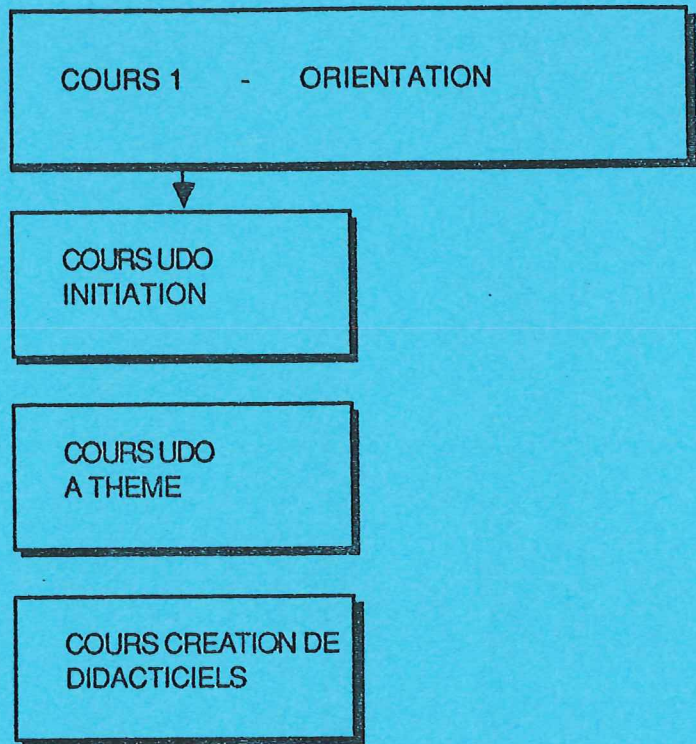 COURS 1 - ORIENTATION
COURS UDO
INITIATION
COURS UDO
A THEME
COURS CREATION DE
DIDACTICIELS